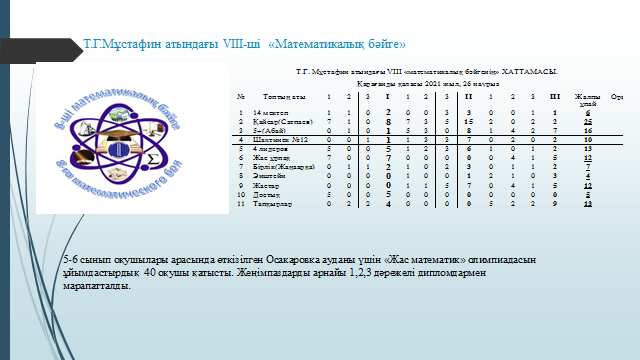 Т.Г.Мұстафин атындағы VIII-ші «Математикалық бәйге»
8-ші математикалық бәйге
8-го математического боя
Т.Г. Мұстафин атындағы VIII «математикалық бәйгенің» ХАТТАМАСЫ.
Қарағанды қаласы 2021 жыл, 26 наурыз
№ Топтың аты 1 2 3 I 1 2 3 II 1 2 3 III Жалпы ұпай
1 14 мектеп 1 1 0 2 0 0 3 3 0 0 1 1 6
2 Қайсар(Сатпаев) 7 1 0 8 7 3 5 15 2 0 2 2 25
3 5+(Абай) 0 1 0 1 5 3 0 8 1 4 2 7 16
4 Шахтинск №12 0 0 1 1 1 3 3 7 0 2 0 2 10
5 4 лидеров 5 0 0 5 1 2 3 6 1 0 1 2 13
6 Жас ұрпақ 7 0 0 7 0 0 0 0 0 4 1 5 12
7 Бірлік(Жаңаарқа) 0 1 1 2 1 0 2 3 0 1 1 2 7
8 Эмштейн 0 0 0 0 1 0 0 1 2 1 0 3 4
9 Жастар 0 0 0 0 1 1 5 7 0 4 1 5 12
10 Достық 5 0 0 5 0 0 0 0 0 0 0 0 5
11 Тапқырлар 0 2 2 4 0 0 0 0 5 2 2 9 13
5-6 сынып оқушылары арасында өткізілген Осакаровка ауданы үшін «Жас математик» олимпиадасын
ұйымдастырдық 40 оқушы қатысты. Жеңімпаздарды арнайы 1,2,3 дәрежелі дипломдармен
марапатталды.